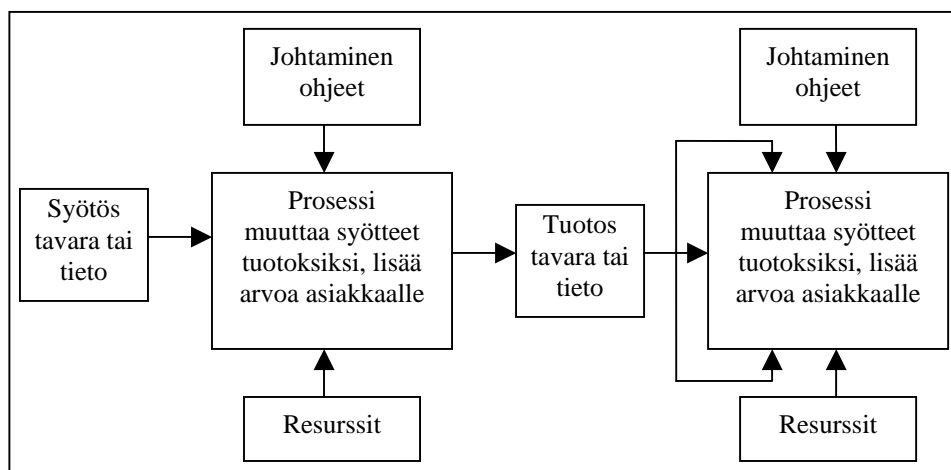 Johtaminen
ohjeet
Johtaminen
ohjeet
Syötös
tavara tai
tieto
Prosessi
muuttaa syötteet
tuotoksiksi, lisää
arvoa asiakkaalle
Tuotos
tavara tai
tieto
Prosessi
muuttaa syötteet
tuotoksiksi, lisää
arvoa asiakkaalle
Resurssit
Resurssit